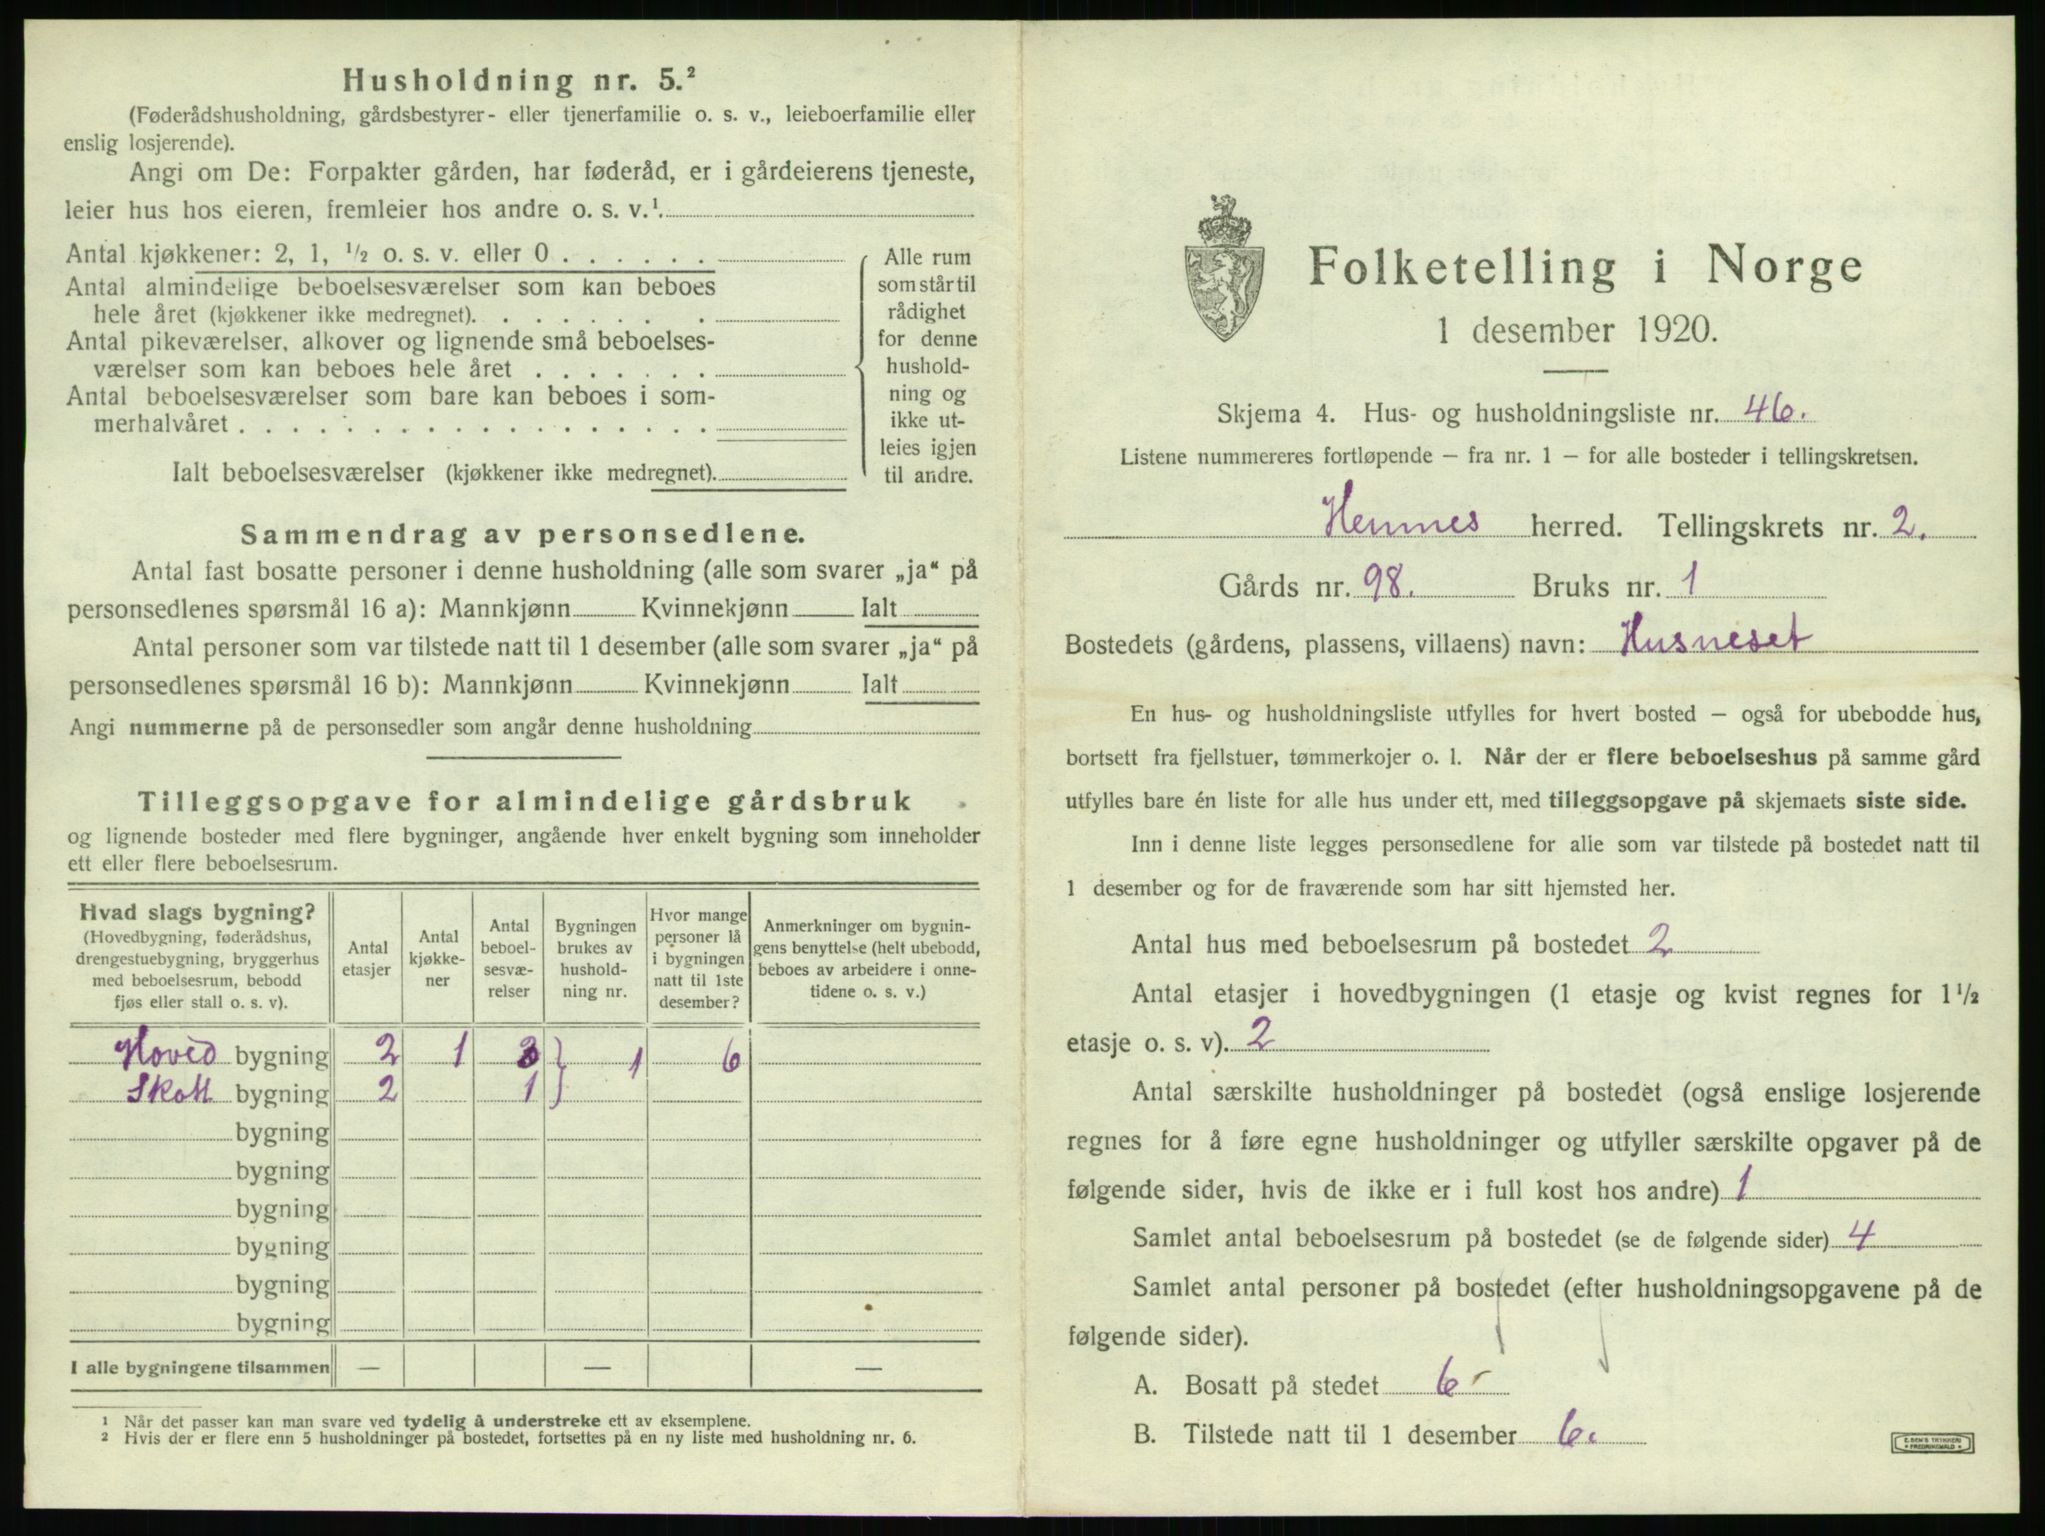 Husholdning nr. 5.²
(Føderådshusholdning, gårdsbestyrer- eller tjenerfamilie o. s. v., leieboerfamilie eller
enslig losjerende).
Angi om De: Forpakter gården, har føderåd, er i gårdeierens tjeneste,
leier hus hos eieren, fremleier hos andre o. s. v.¹.
Antal kjøkkener: 2, 1, ½ o. s. v. eller 0 . . . . . .
Antal almindelige beboelsesværelser som kan beboes
hele året (kjøkkener ikke medregnet). . . . . . . .
Antal pikeværelser, alkover og lignende små beboelses-
værelser som kan beboes hele året . . . . . . .
Antal beboelsesværelser som bare kan beboes i som-
merhalvåret . . . . . . . . . . . . . . . . . .
Ialt beboelsesværelser (kjøkkener ikke medregnet).
Alle rum
som står til
rådighet
for denne
hushold-
ning og
ikke ut-
leies igjen
til andre.
Sammendrag av personsedlene.
Antal fast bosatte personer i denne husholdning (alle som svarer „ja“ på
personsedlenes spørsmål 16 a): Mannkjønn Kvinnekjønn Ialt
Antal personer som var tilstede natt til 1 desember (alle som svarer „ja“ på
personsedlenes spørsmål 16 b): Mannkjønn Kvinnekjønn Ialt
Angi nummerne på de personsedler som angår denne husholdning
Tilleggsopgave for almindelige gårdsbruk
og lignende bosteder med flere bygninger, angående hver enkelt bygning som inneholder
ett eller flere beboelsesrum.
Hvad slags bygning?
(Hovedbygning, føderådshus,
drengestuebygning, bryggerhus
med beboelsesrum, bebodd
fjøs eller stall o. s. v).
Antal
etasjer
Antal
kjøkke-
ner
Antal
beboel-
sesvæ-
relser
Bygningen
brukes av
hushold-
ning nr.
Hvor mange
personer lå
i bygningen
natt til 1ste
desember?
Anmerkninger om bygnin-
gens benyttelse (helt ubebodd,
beboes av arbeidere i onne-
tidene o. s. v.)
Hoved bygning 2 1 3 } 1 6
Skott bygning 2 1
bygning
bygning
bygning
bygning
bygning
bygning
I alle bygningene tilsammen — — —
1 Når det passer kan man svare ved tydelig å understreke ett av eksemplene.
2 Hvis der er flere enn 5 husholdninger på bostedet, fortsettes på en ny liste med husholdning nr. 6.
Folketelling i Norge
1 desember 1920.
Skjema 4. Hus- og husholdningsliste nr. 46.
Listene nummereres fortløpende — fra nr. 1 — for alle bosteder i tellingskretsen.
Hemnes herred. Tellingskrets nr. 2.
Gårds nr. 98. Bruks nr. 1
Bostedets (gårdens, plassens, villaens) navn: Husneset
En hus- og husholdningsliste utfylles for hvert bosted — også for ubebodde hus,
bortsett fra fjellstuer, tømmerkojer o. l. Når der er flere beboelseshus på samme gård
utfylles bare én liste for alle hus under ett, med tilleggsopgave på skjemaets siste side.
Inn i denne liste legges personsedlene for alle som var tilstede på bostedet natt til
1 desember og for de fraværende som har sitt hjemsted her.
Antal hus med beboelsesrum på bostedet 2
Antal etasjer i hovedbygningen (1 etasje og kvist regnes for 1½
etasje o. s. v). 2
Antal særskilte husholdninger på bostedet (også enslige losjerende
regnes for å føre egne husholdninger og utfyller særskilte opgaver på de
følgende sider, hvis de ikke er i full kost hos andre) 1
Samlet antal beboelsesrum på bostedet (se de følgende sider) 4
Samlet antal personer på bostedet (efter husholdningsopgavene på de
følgende sider).
A. Bosatt på stedet 6
B. Tilstede natt til 1 desember 6.